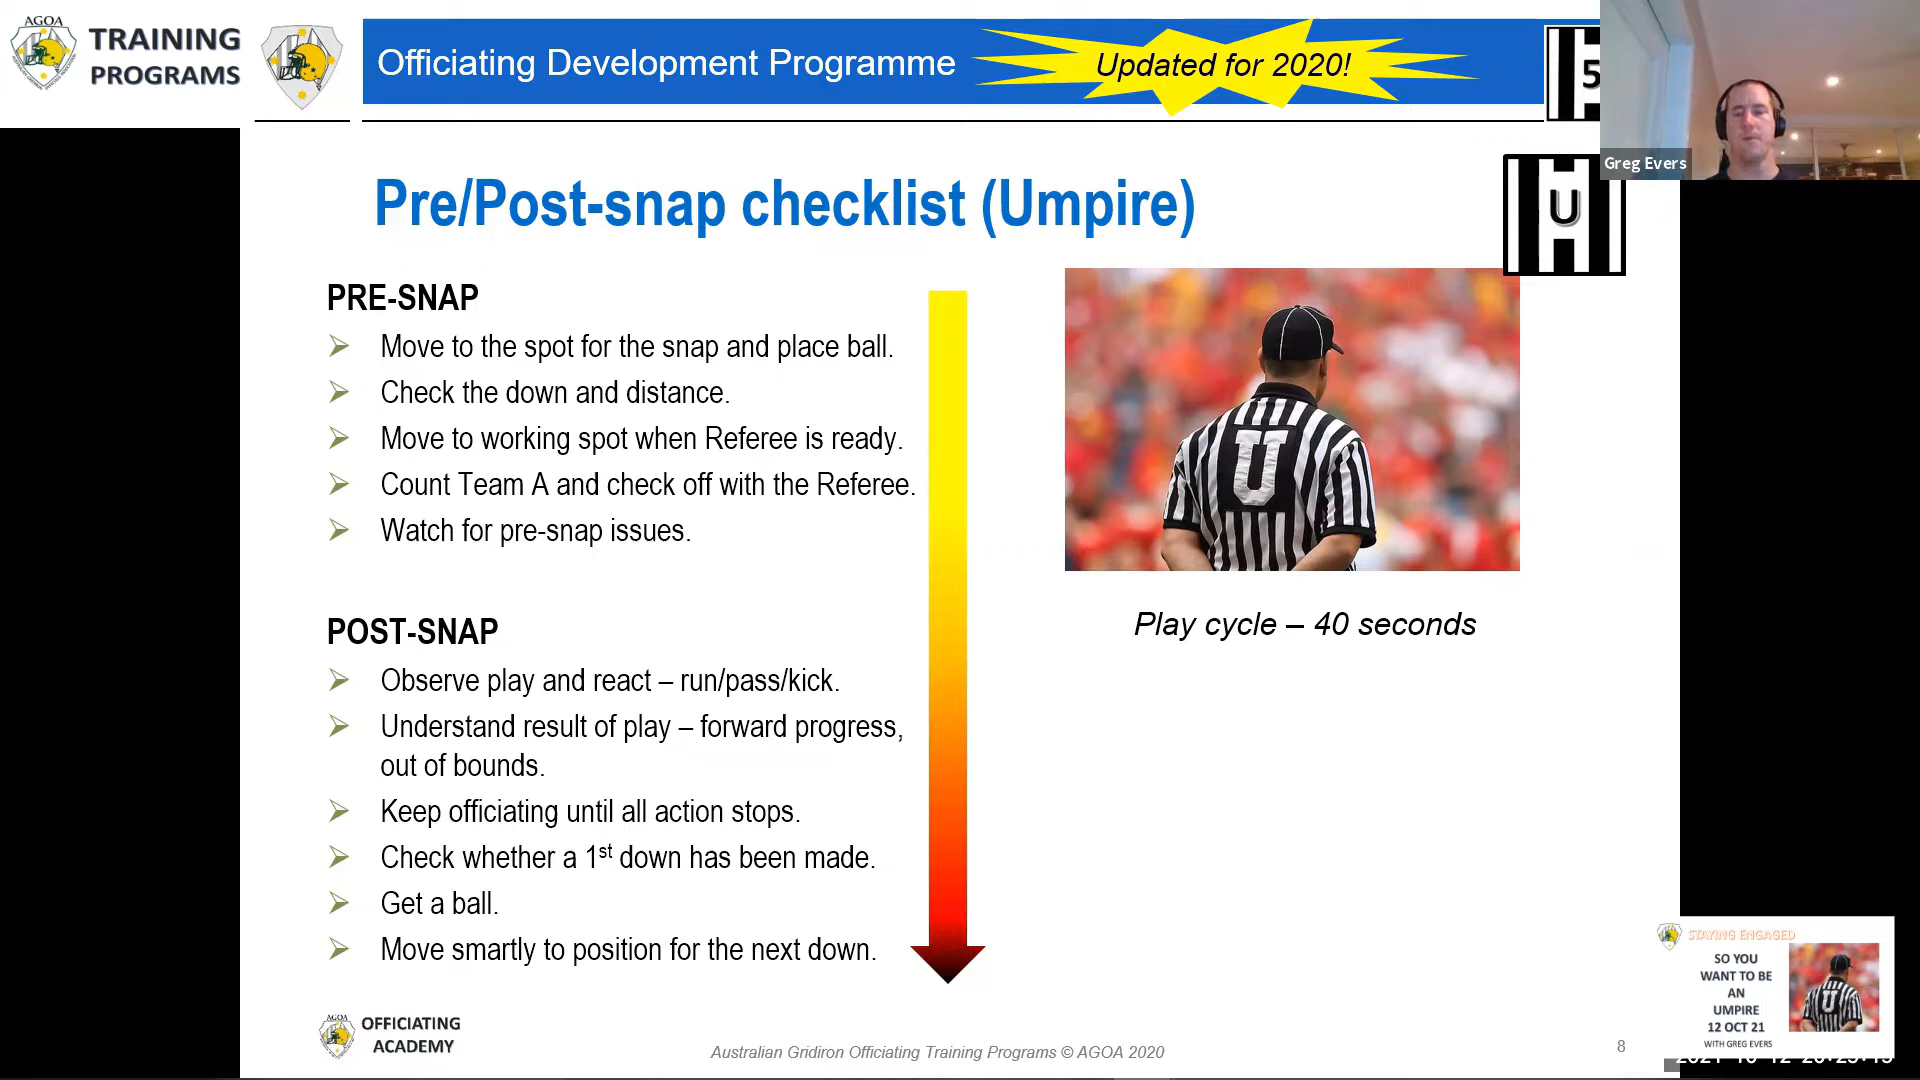 AGOA
TRAINING
PROGRAMS
Officiating Development Programme
Updated for 2020!
5
Greg Evers
Pre/Post-snap checklist (Umpire)
U
PRE-SNAP
Move to the spot for the snap and place ball.
Check the down and distance.
Move to working spot when Referee is ready.
Count Team A and check off with the Referee.
Watch for pre-snap issues.
U
Play cycle – 40 seconds
POST-SNAP
Observe play and react – run/pass/kick.
Understand result of play – forward progress,
out of bounds.
Keep officiating until all action stops.
Check whether a 1st down has been made.
Get a ball.
Move smartly to position for the next down.
AGOA
OFFICIATING
ACADEMY
Australian Gridiron Officiating Training Programs © AGOA 2020
8
STAYING ENGAGED
SO YOU
WANT TO BE
AN
UMPIRE
12 OCT 21
WITH GREG EVERS
U